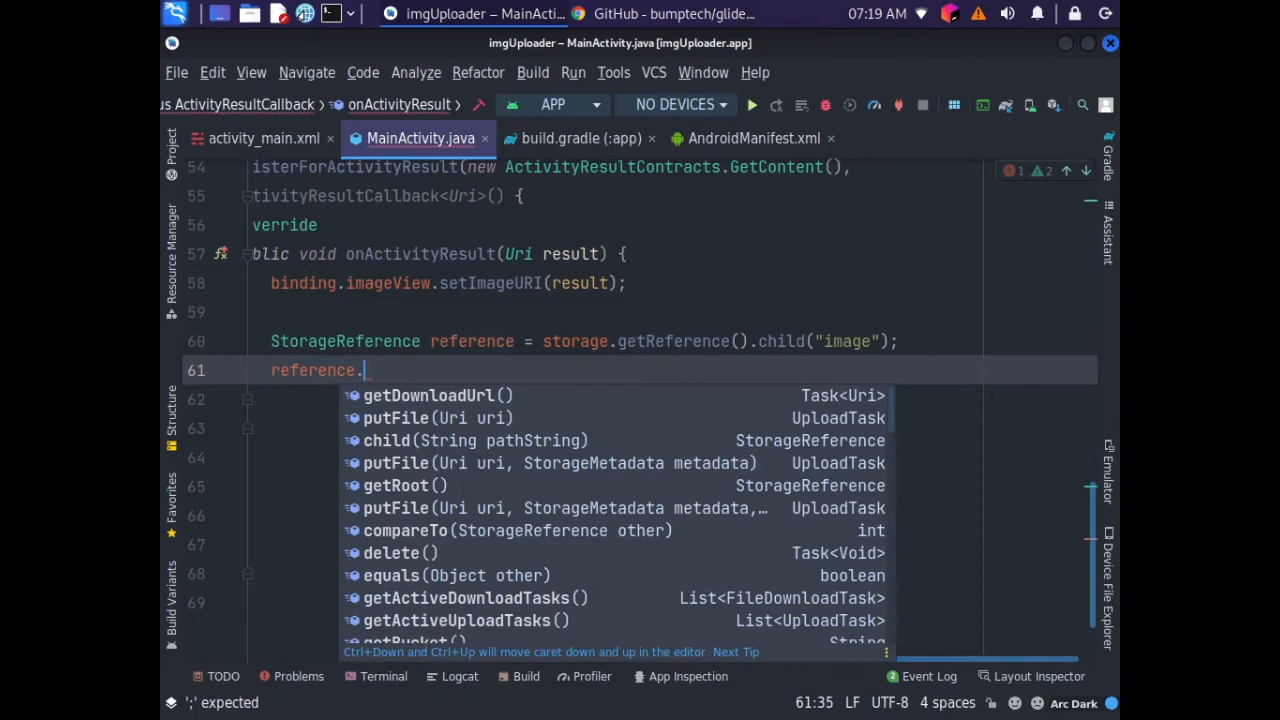 imgUploader – MainActi...
GitHub - bumptech/glide...
07:19 AM
imgUploader – MainActivity.java [imgUploader.app]
File Edit View Navigate Code Analyze Refactor Build Run Tools VCS Window Help
us ActivityResultCallback onActivityResult APP NO DEVICES
activity_main.xml MainActivity.java build.gradle (:app) AndroidManifest.xml
54 isterForActivityResult(new ActivityResultContracts.GetContent(),
1 2
55 tivityResultCallback<Uri>() {
56 verride
57 blic void onActivityResult(Uri result) {
58 binding.imageView.setImageURI(result);
59
60 StorageReference reference = storage.getReference().child("image");
61 reference.
62
63
64
65
66
67
68
69
getDownloadUrl() Task<Uri>
putFile(Uri uri) UploadTask
child(String pathString) StorageReference
putFile(Uri uri, StorageMetadata metadata) UploadTask
getRoot() StorageReference
putFile(Uri uri, StorageMetadata metadata,… UploadTask
compareTo(StorageReference other) int
delete() Task<Void>
equals(Object other) boolean
getActiveDownloadTasks() List<FileDownloadTask>
getActiveUploadTasks() List<UploadTask>
getBucket() String
Ctrl+Down and Ctrl+Up will move caret down and up in the editor Next Tip
Project
Resource Manager
Structure
Favorites
Build Variants
Gradle
Assistant
Emulator
Device File Explorer
TODO Problems Terminal Logcat Build Profiler App Inspection 2 Event Log Layout Inspector
';' expected 61:35 LF UTF-8 4 spaces Arc Dark